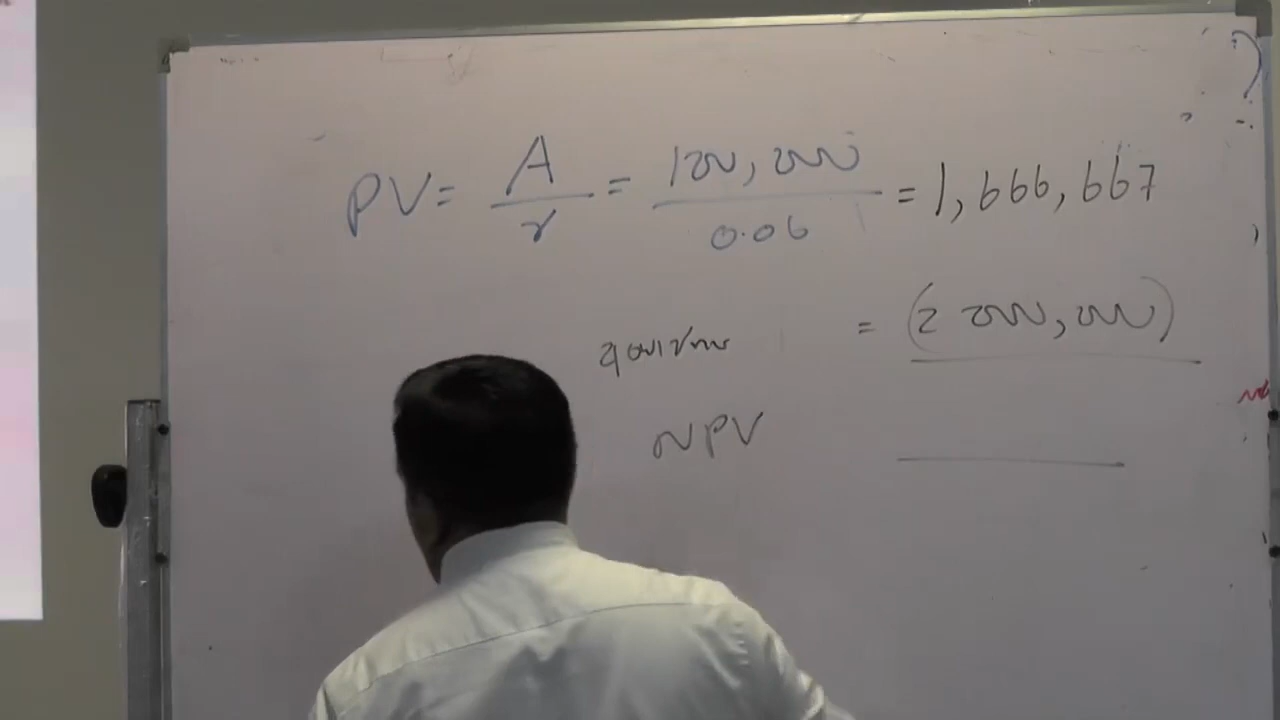 PV = A / r = 100,000 / 0.06 = 1,666,667
= (2 000,000)
NPV